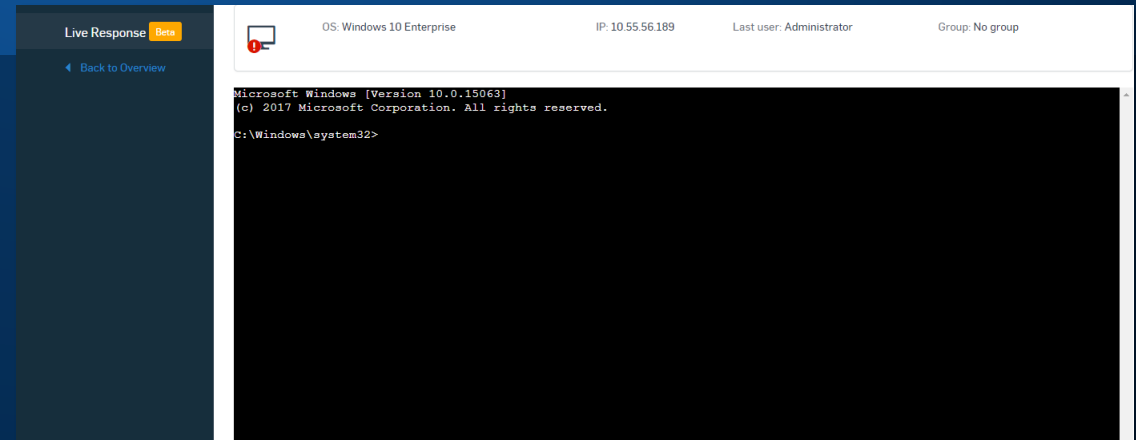 Live Response Beta
Back to Overview
OS: Windows 10 Enterprise IP: 10.55.56.189 Last user: Administrator Group: No group
Microsoft Windows [Version 10.0.15063]
(c) 2017 Microsoft Corporation. All rights reserved.
C:\Windows\system32>